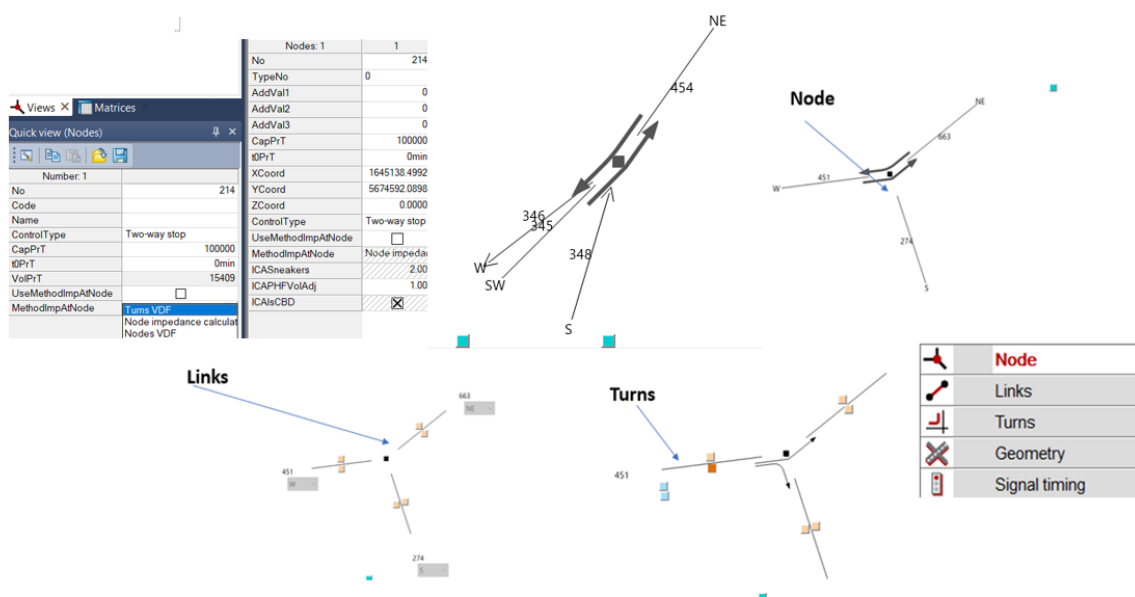 Views
Matrices
Quick view (Nodes)
Number: 1
No 214
Code
Name
ControlType Two-way stop
CapPrT 100000
t0PrT 0min
VolPrT 15409
UseMethodImpAtNode
MethodImpAtNode Turns VDF
Node impedance calculat
Nodes VDF
Nodes: 1 1
No 214
TypeNo 0
AddVal1 0
AddVal2 0
AddVal3 0
CapPrT 100000
t0PrT 0min
XCoord 1645138.4992
YCoord 5674592.0898
ZCoord 0.0000
ControlType Two-way stop
UseMethodImpAtNode
MethodImpAtNode Node impeda
ICASneakers 2.00
ICAPHFVolAdj 1.00
ICAIsCBD
NE
454
346
345
348
W
SW
S
Node
NE
663
451
W
274
S
Links
663
NE
451
W
274
S
Turns
451
Node
Links
Turns
Geometry
Signal timing